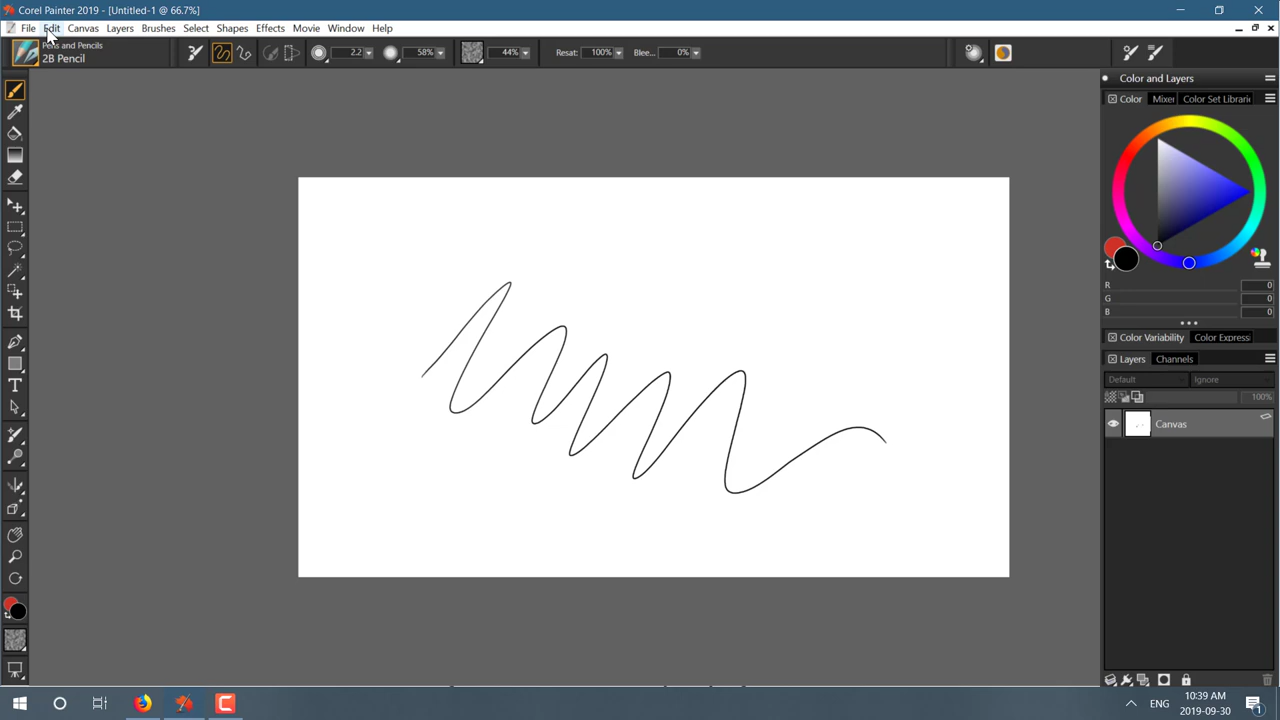 Corel Painter 2019 - [Untitled-1 @ 66.7%]
File Edit Canvas Layers Brushes Select Shapes Effects Movie Window Help
Pens and Pencils
2B Pencil
2.2 58% 44% Resat: 100% Blee... 0%
Color and Layers
Color Mixer Color Set Librarie
R 0
G 0
B 0
Color Variability Color Express
Layers Channels
Default Ignore
100%
Canvas
T
ENG
10:39 AM
2019-09-30
1